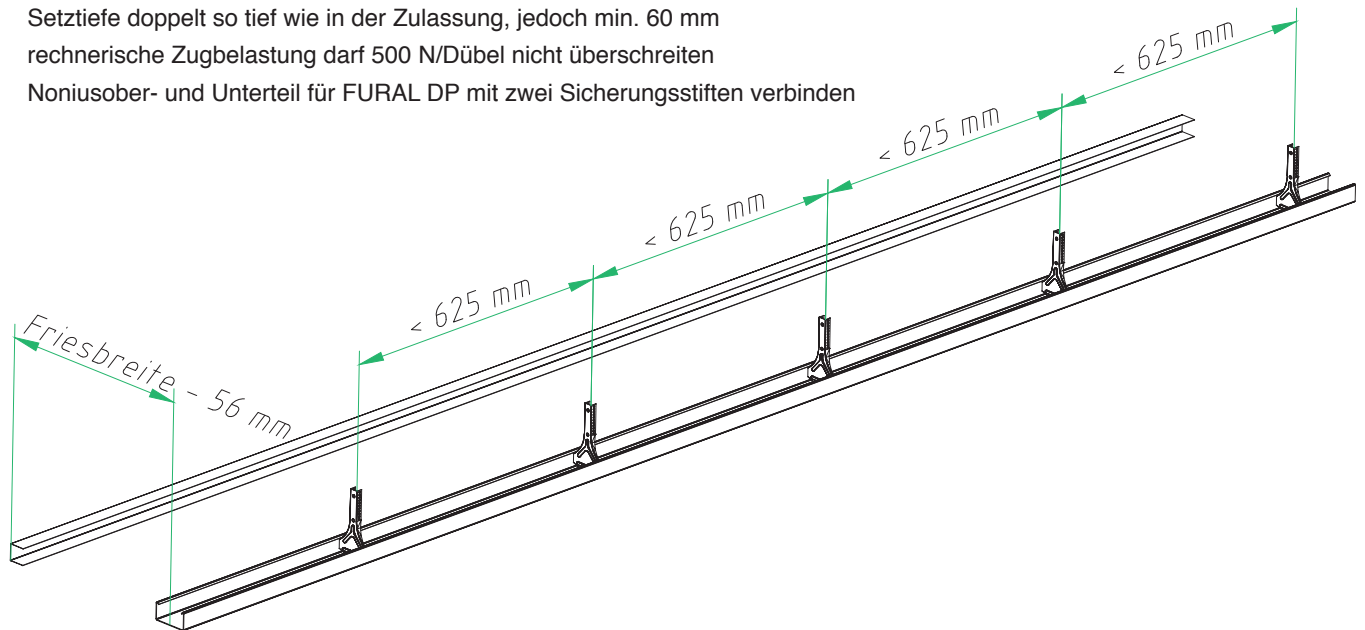 Setztiefe doppelt so tief wie in der Zulassung, jedoch min. 60 mm
rechnerische Zugbelastung darf 500 N/Dübel nicht überschreiten
Noniusober- und Unterteil für FURAL DP mit zwei Sicherungsstiften verbinden
< 625 mm
< 625 mm
< 625 mm
< 625 mm
Friesbreite - 56 mm